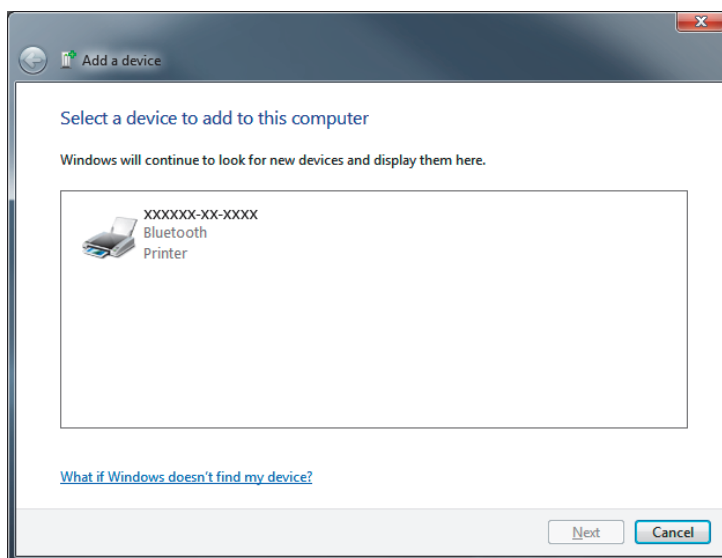 x
Add a device
Select a device to add to this computer
Windows will continue to look for new devices and display them here.
XXXXXX-XX-XXXX
Bluetooth
Printer
What if Windows doesn't find my device?
Next
Cancel